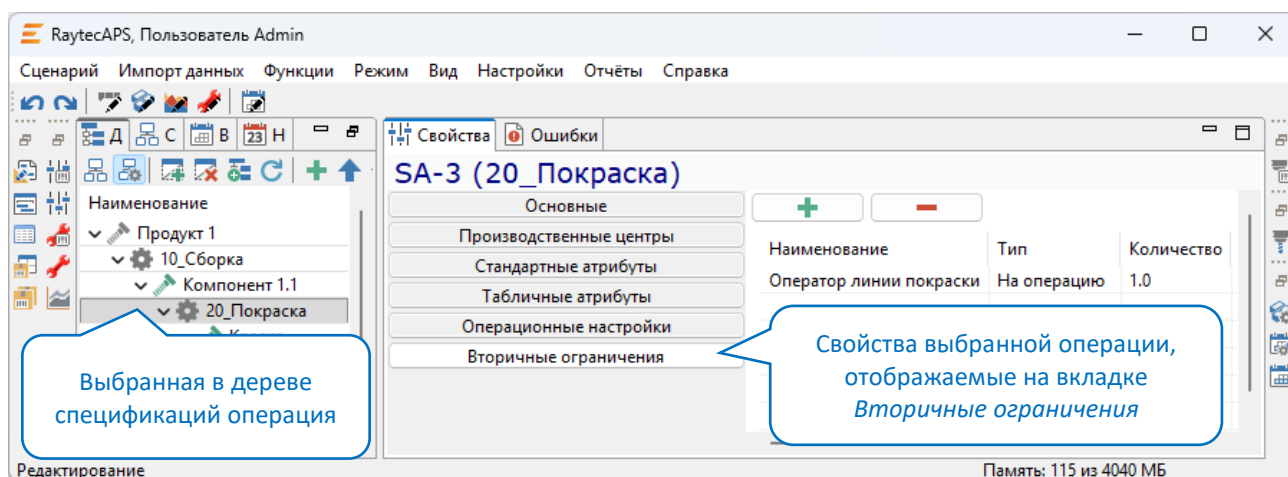 RaytecAPS, Пользователь Admin
Сценарий Импорт данных Функции Режим Вид Настройки Отчёты Справка
Д С В 23 Н
Свойства Ошибки
SA-3 (20_Покраска)
Наименование
Продукт 1
10_Сборка
Компонент 1.1
20_Покраска
Основные
Производственные центры
Стандартные атрибуты
Табличные атрибуты
Операционные настройки
Вторичные ограничения
Наименование Тип Количество
Оператор линии покраски На операцию 1.0
Выбранная в дереве
спецификаций операция
Свойства выбранной операции,
отображаемые на вкладке
Вторичные ограничения
Редактирование
Память: 115 из 4040 МБ